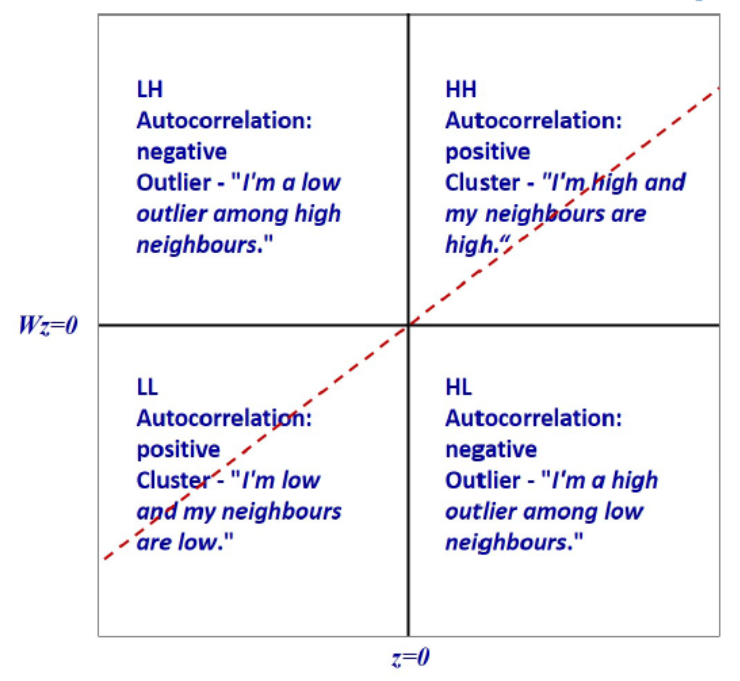 LH
Autocorrelation:
negative
Outlier - "I'm a low
outlier among high
neighbours."
HH
Autocorrelation:
positive
Cluster - "I'm high and
my neighbours are
high.“
Wz=0
LL
Autocorrelation:
positive
Cluster - "I'm low
and my neighbours
are low."
HL
Autocorrelation:
negative
Outlier - "I'm a high
outlier among low
neighbours."
z=0